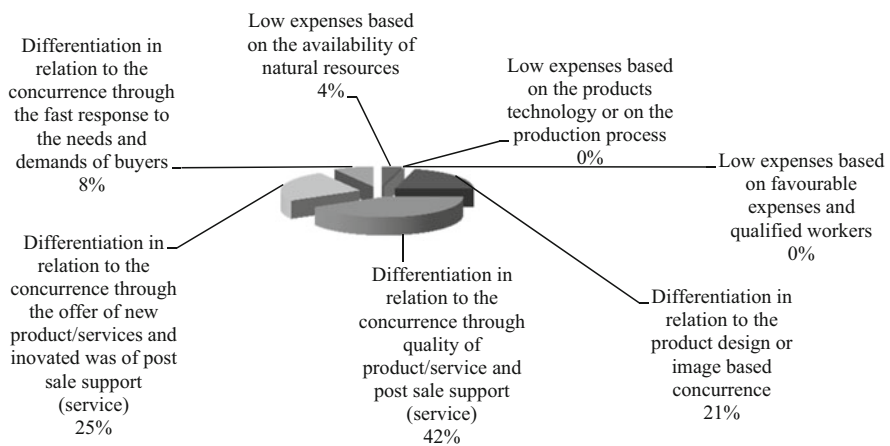 Differentiation in
relation to the
concurrence through
the fast response to
the needs and
demands of buyers
8%
Low expenses based
on the availability of
natural resources
4%
Low expenses based
on the products
technology or on the
production process
0%
Low expenses based
on favourable
expenses and
qualified workers
0%
Differentiation in
relation to the
concurrence through
the offer of new
product/services and
inovated was of post
sale support
(service)
25%
Differentiation in
relation to the
concurrence through
quality of
product/service and
post sale support
(service)
42%
Differentiation in
relation to the
product design or
image based
concurrence
21%